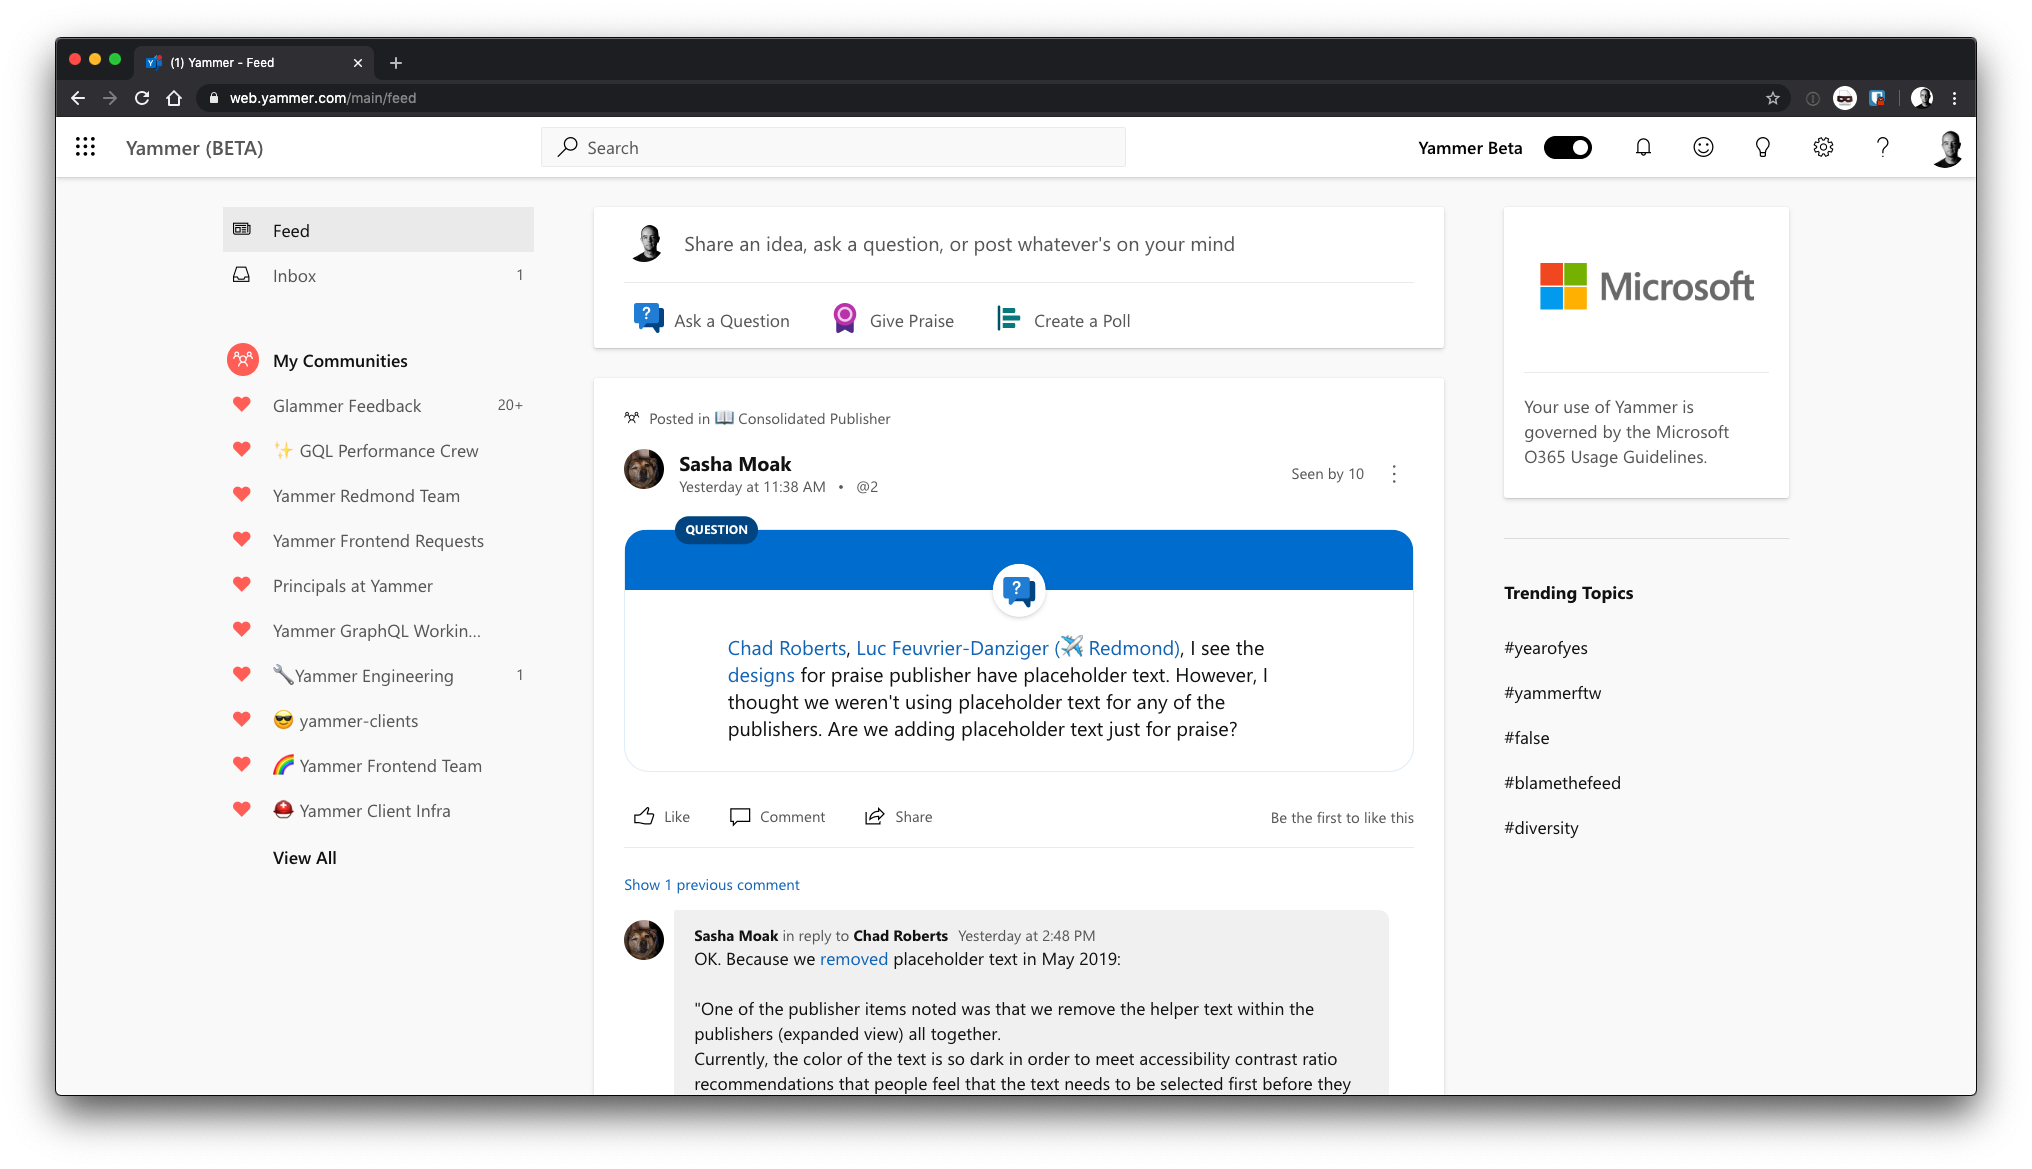 (1) Yammer - Feed
web.yammer.com/main/feed
Yammer (BETA)
Search
Yammer Beta
Feed
Inbox 1
My Communities
Glammer Feedback 20+
✨ GQL Performance Crew
Yammer Redmond Team
Yammer Frontend Requests
Principals at Yammer
Yammer GraphQL Workin...
🔧Yammer Engineering 1
😎 yammer-clients
🌈 Yammer Frontend Team
⛑ Yammer Client Infra
View All
Share an idea, ask a question, or post whatever's on your mind
Ask a Question Give Praise Create a Poll
Posted in 📖 Consolidated Publisher
Sasha Moak
Yesterday at 11:38 AM • @2
Seen by 10
QUESTION
Chad Roberts, Luc Feuvrier-Danziger (✈️ Redmond), I see the
designs for praise publisher have placeholder text. However, I
thought we weren't using placeholder text for any of the
publishers. Are we adding placeholder text just for praise?
Like Comment Share Be the first to like this
Show 1 previous comment
Sasha Moak in reply to Chad Roberts Yesterday at 2:48 PM
OK. Because we removed placeholder text in May 2019:
"One of the publisher items noted was that we remove the helper text within the
publishers (expanded view) all together.
Currently, the color of the text is so dark in order to meet accessibility contrast ratio
recommendations that people feel that the text needs to be selected first before they
Microsoft
Your use of Yammer is
governed by the Microsoft
O365 Usage Guidelines.
Trending Topics
#yearofyes
#yammerftw
#false
#blamethefeed
#diversity